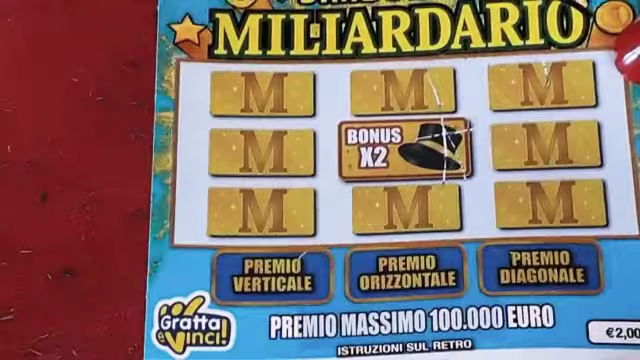 MILIARDARIO
M M M
M BONUS X2 M
M M M
PREMIO VERTICALE
PREMIO ORIZZONTALE
PREMIO DIAGONALE
Gratta e Vinci!
PREMIO MASSIMO 100.000 EURO
€2,00
ISTRUZIONI SUL RETRO